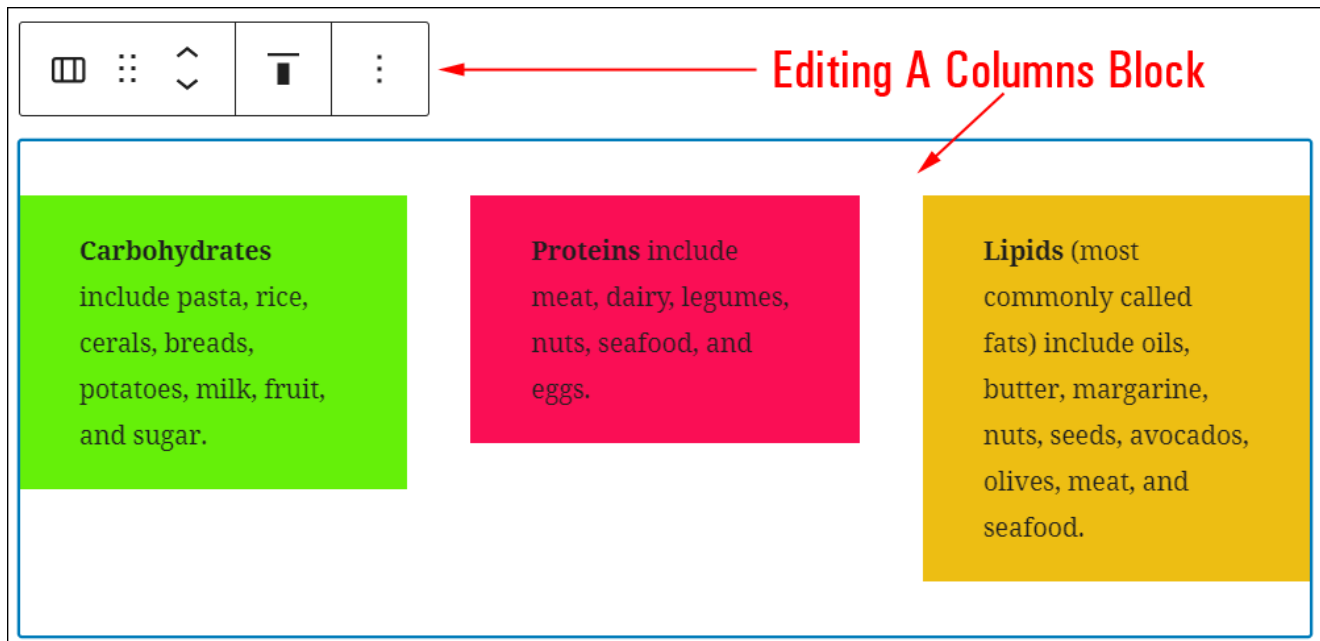 Editing A Columns Block
Carbohydrates
include pasta, rice,
cerals, breads,
potatoes, milk, fruit,
and sugar.
Proteins include
meat, dairy, legumes,
nuts, seafood, and
eggs.
Lipids (most
commonly called
fats) include oils,
butter, margarine,
nuts, seeds, avocados,
olives, meat, and
seafood.